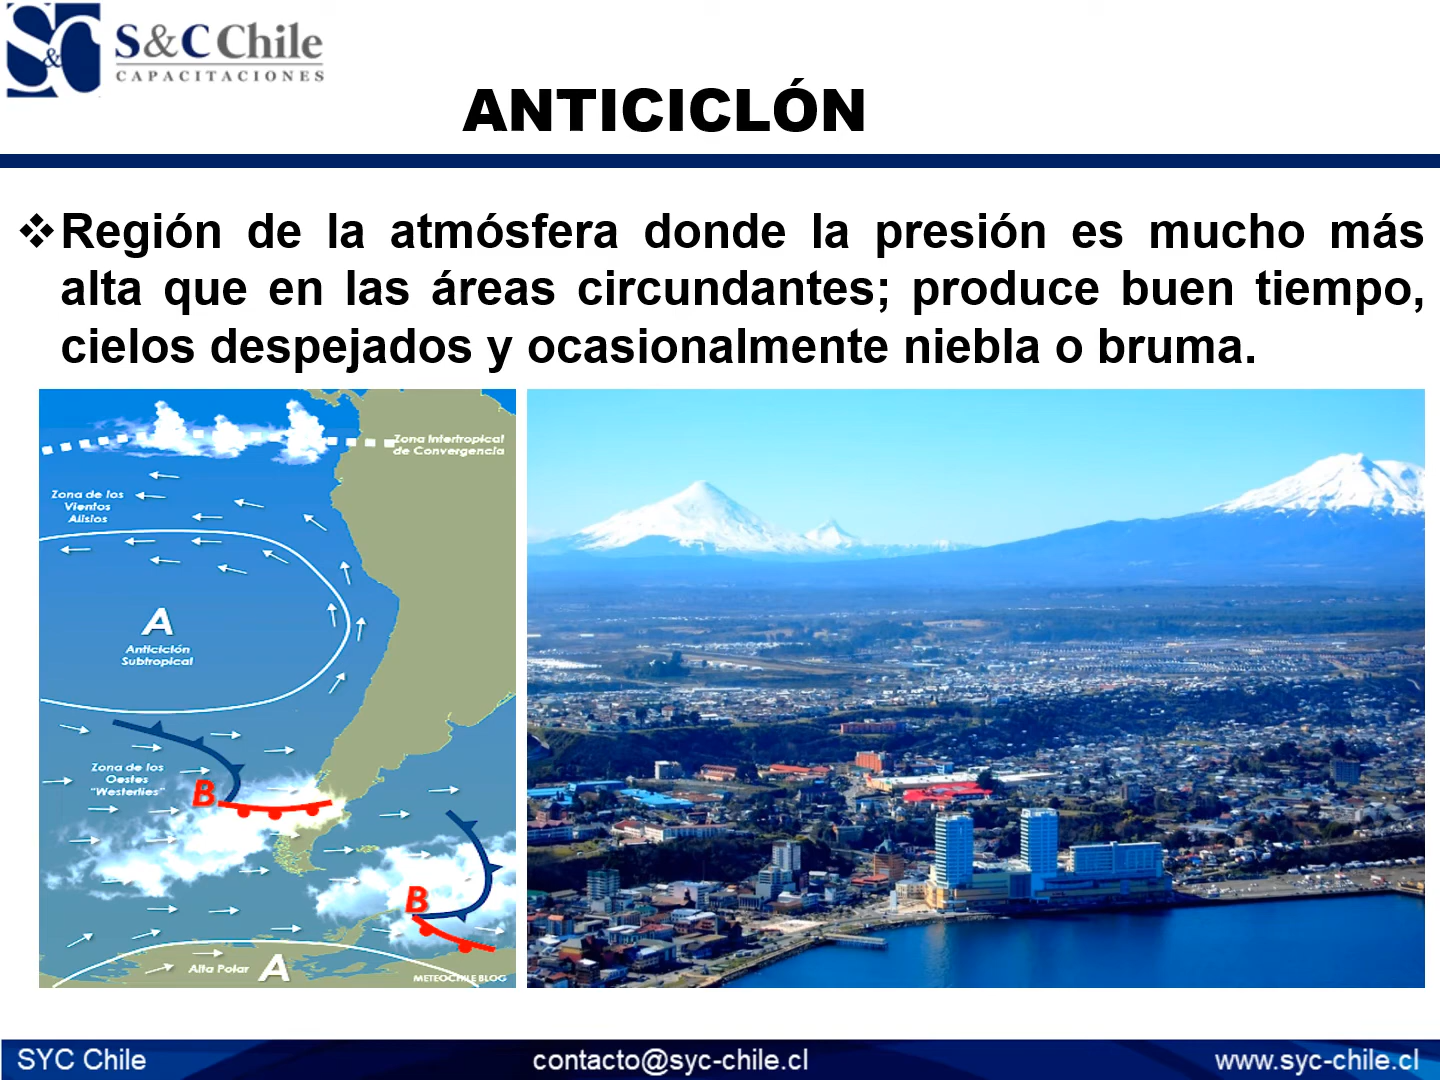 S&C Chile
CAPACITACIONES
ANTICICLÓN
❖Región de la atmósfera donde la presión es mucho más
alta que en las áreas circundantes; produce buen tiempo,
cielos despejados y ocasionalmente niebla o bruma.
Zona Intertropical
de Convergencia
Zona de los
Vientos
Alisios
A
Anticiclón
Subtropical
Zona de los
Oestes
"Westerlies"
B
B
Alta Polar
A
METEOCHILE BLOG
SYC Chile
contacto@syc-chile.cl
www.syc-chile.cl